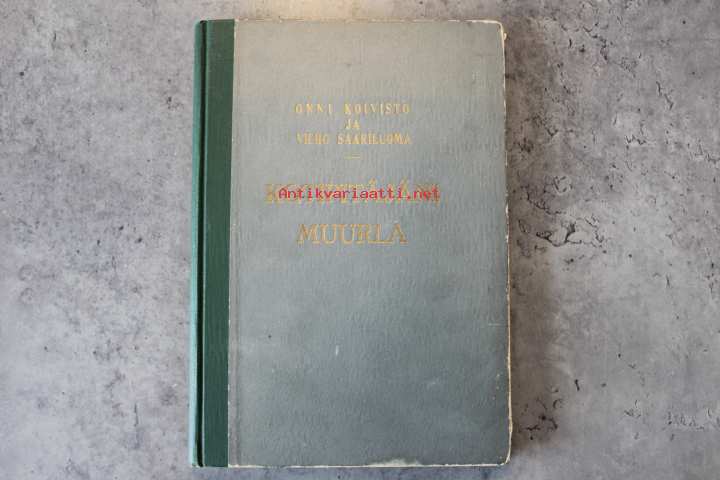 ONNI KOIVISTO
JA
VIEHO SAARILUOMA
Antikvariaatti.net
MUURLA